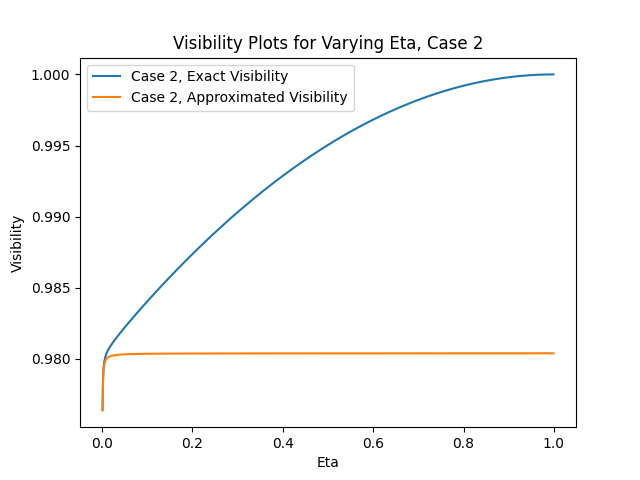 Visibility Plots for Varying Eta, Case 2
Case 2, Exact Visibility
Case 2, Approximated Visibility
1.000
0.995
0.990
0.985
0.980
Visibility
0.0 0.2 0.4 0.6 0.8 1.0
Eta